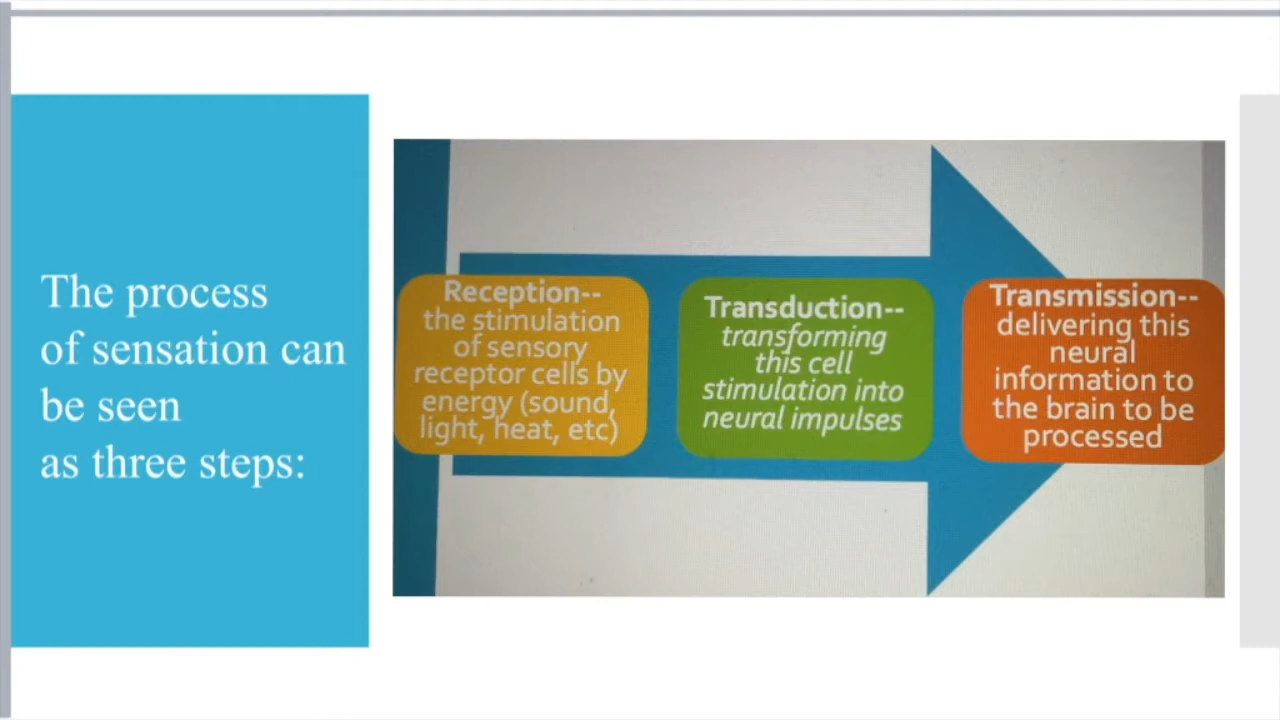 The process
of sensation can
be seen
as three steps:
Reception--
the stimulation
of sensory
receptor cells by
energy (sound,
light, heat, etc)
Transduction--
transforming
this cell
stimulation into
neural impulses
Transmission--
delivering this
neural
information to
the brain to be
processed